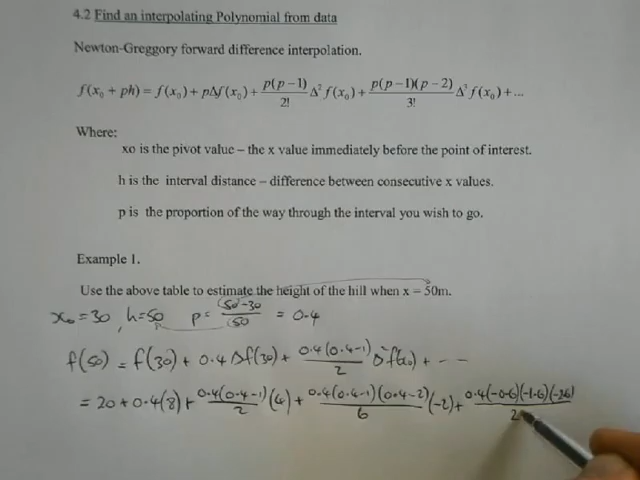 4.2 Find an interpolating Polynomial from data
Newton-Greggory forward difference interpolation.
f(x₀ + ph) = f(x₀) + pΔf(x₀) + p(p−1)/2! Δ² f(x₀) + p(p−1)(p−2)/3! Δ³ f(x₀) + ...
Where:
xo is the pivot value – the x value immediately before the point of interest.
h is the interval distance – difference between consecutive x values.
p is the proportion of the way through the interval you wish to go.
Example 1.
Use the above table to estimate the height of the hill when x = 50m.
x₀ = 30 , h = 50 p = (50-30)/50 = 0.4
f(50) = f(30) + 0.4 Δf(30) + 0.4(0.4-1)/2 Δ²f(x₀) + - -
= 20 + 0.4(8) + 0.4(0.4-1)/2 (4) + 0.4(0.4-1)(0.4-2)/6 (-2) + 0.4(-0.6)(-1.6)(-2.6)/2